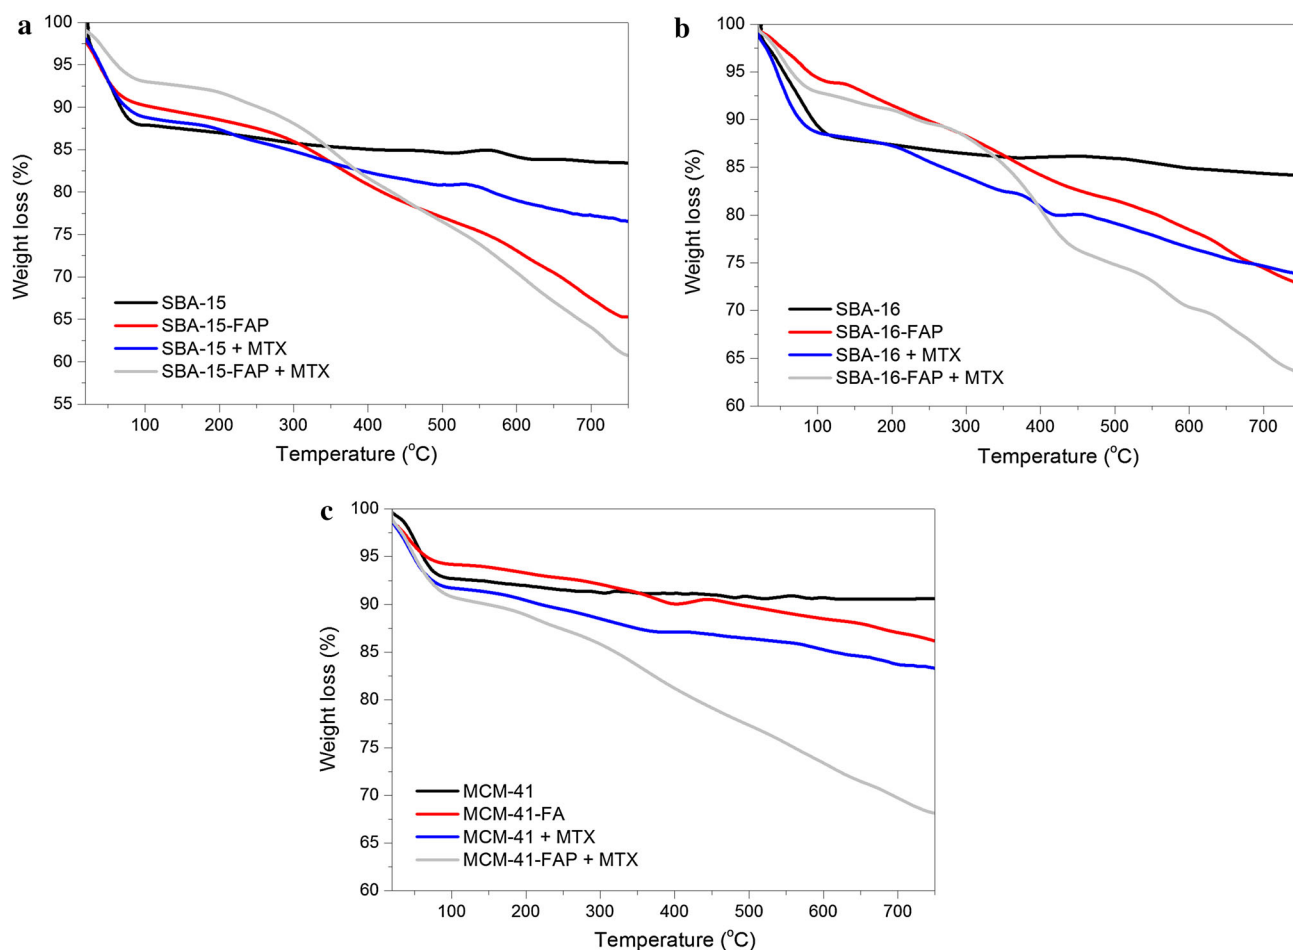 a
100
95
90
85
80
75
70
65
60
55
Weight loss (%)
SBA-15
SBA-15-FAP
SBA-15 + MTX
SBA-15-FAP + MTX
100 200 300 400 500 600 700
Temperature (°C)
b
100
95
90
85
80
75
70
65
60
Weight loss (%)
SBA-16
SBA-16-FAP
SBA-16 + MTX
SBA-16-FAP + MTX
100 200 300 400 500 600 700
Temperature (°C)
c
100
95
90
85
80
75
70
65
60
Weight loss (%)
MCM-41
MCM-41-FA
MCM-41 + MTX
MCM-41-FAP + MTX
100 200 300 400 500 600 700
Temperature (°C)